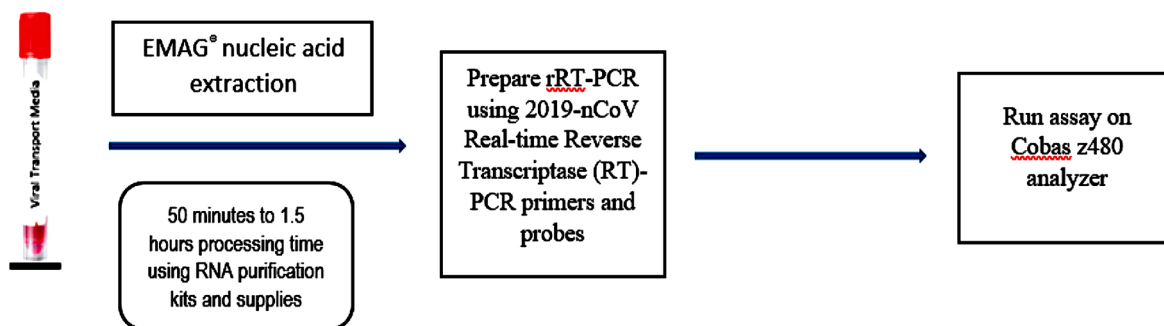 Viral Transport Media
EMAG® nucleic acid
extraction
50 minutes to 1.5
hours processing time
using RNA purification
kits and supplies
Prepare rRT-PCR
using 2019-nCoV
Real-time Reverse
Transcriptase (RT)-
PCR primers and
probes
Run assay on
Cobas z480
analyzer